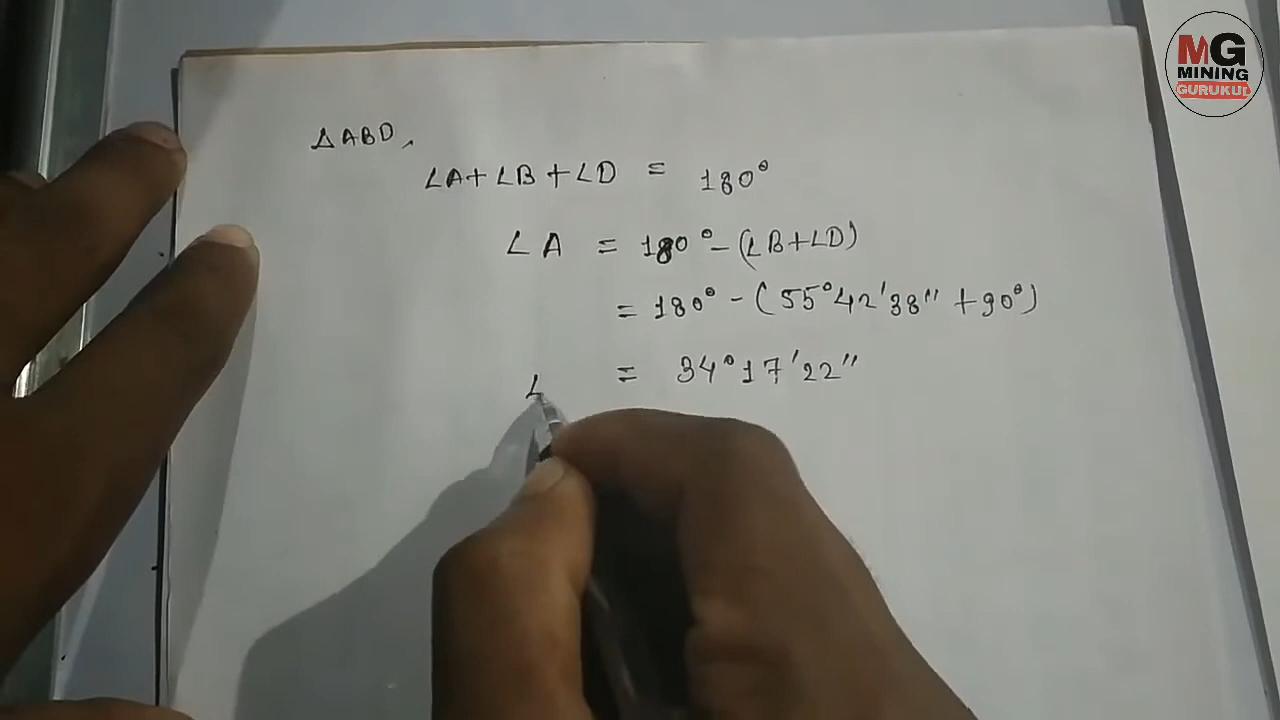 MG
MINING
GURUKUL
ΔABD,
∠A+∠B+∠D = 180°
∠A = 180°-(∠B+∠D)
= 180° - (55°42'38" +90°)
= 34°17'22"
∠